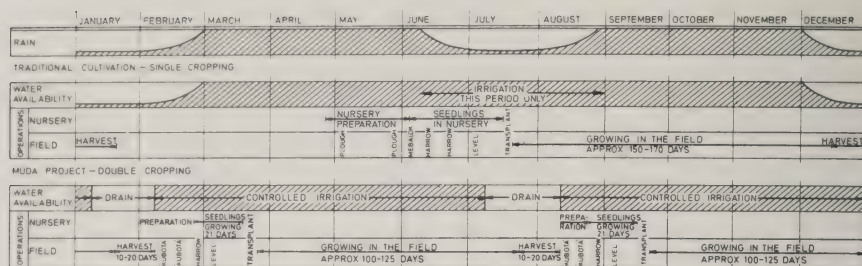 JANUARY FEBRUARY MARCH APRIL MAY JUNE JULY AUGUST SEPTEMBER OCTOBER NOVEMBER DECEMBER
RAIN
TRADITIONAL CULTIVATION - SINGLE CROPPING
WATER AVAILABILITY
IRRIGATION
THIS PERIOD ONLY
OPERATIONS
NURSERY
NURSERY PREPARATION
SEEDLINGS IN NURSERY
FIELD
HARVEST
PLOUGH
PLOUGH
HARROW
HARROW
LEVEL
TRANSPLANT
GROWING IN THE FIELD
APPROX 150-170 DAYS
HARVEST
MUDA PROJECT - DOUBLE CROPPING
WATER AVAILABILITY
DRAIN
CONTROLLED IRRIGATION
DRAIN
CONTROLLED IRRIGATION
OPERATIONS
NURSERY
PREPARATION
SEEDLINGS
GROWING
21 DAYS
PREPA-
RATION
SEEDLINGS
GROWING
21 DAYS
FIELD
HARVEST
10-20 DAYS
KUBOTA
KUBOTA
HARROW
LEVEL
TRANSPLANT
GROWING IN THE FIELD
APPROX 100-125 DAYS
HARVEST
10-20 DAYS
KUBOTA
KUBOTA
HARROW
LEVEL
TRANSPLANT
GROWING IN THE FIELD
APPROX 100-125 DAYS